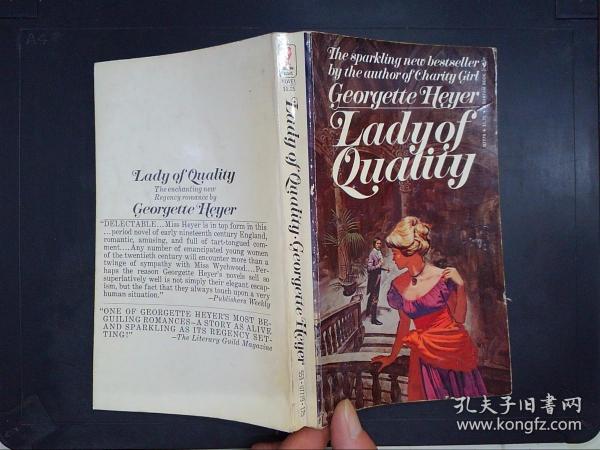 Lady of Quality
The enchanting new
Regency romance by
Georgette Heyer
"DELECTABLE...Miss Heyer is in top form in this
...period novel of early nineteenth century England,
romantic, amusing, and full of tart-tongued com-
ment....Any number of emancipated young women
of the twentieth century will encounter more than a
twinge of sympathy with Miss Wychwood....Per-
haps the reason Georgette Heyer's novels sell so
superlatively well is not simply their elegant escap-
ism, but the fact that they always touch upon a very
human situation."
—Publishers Weekly
"ONE OF GEORGETTE HEYER'S MOST BE-
GUILING ROMANCES—A STORY AS ALIVE
AND SPARKLING AS ITS REGENCY SET-
TING!"
—The Literary Guild Magazine
Lady of Quality·Georgette Heyer
The sparkling new bestseller
by the author of Charity Girl
Georgette Heyer
Lady of
Quality
孔夫子旧书网
www.kongfz.com
A4